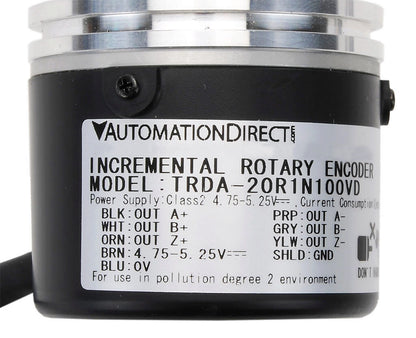 AUTOMATIONDIRECT
INCREMENTAL ROTARY ENCODER
MODEL:TRDA-20R1N100VD
Power Supply:Class2 4.75-5.25V⎓, Current Consumption
BLK:OUT A+ PRP:OUT A-
WHT:OUT B+ GRY:OUT B-
ORN:OUT Z+ YLW:OUT Z-
BRN:4.75-5.25V⎓ SHLD:GND
BLU:0V
For use in pollution degree 2 environment
DON'T